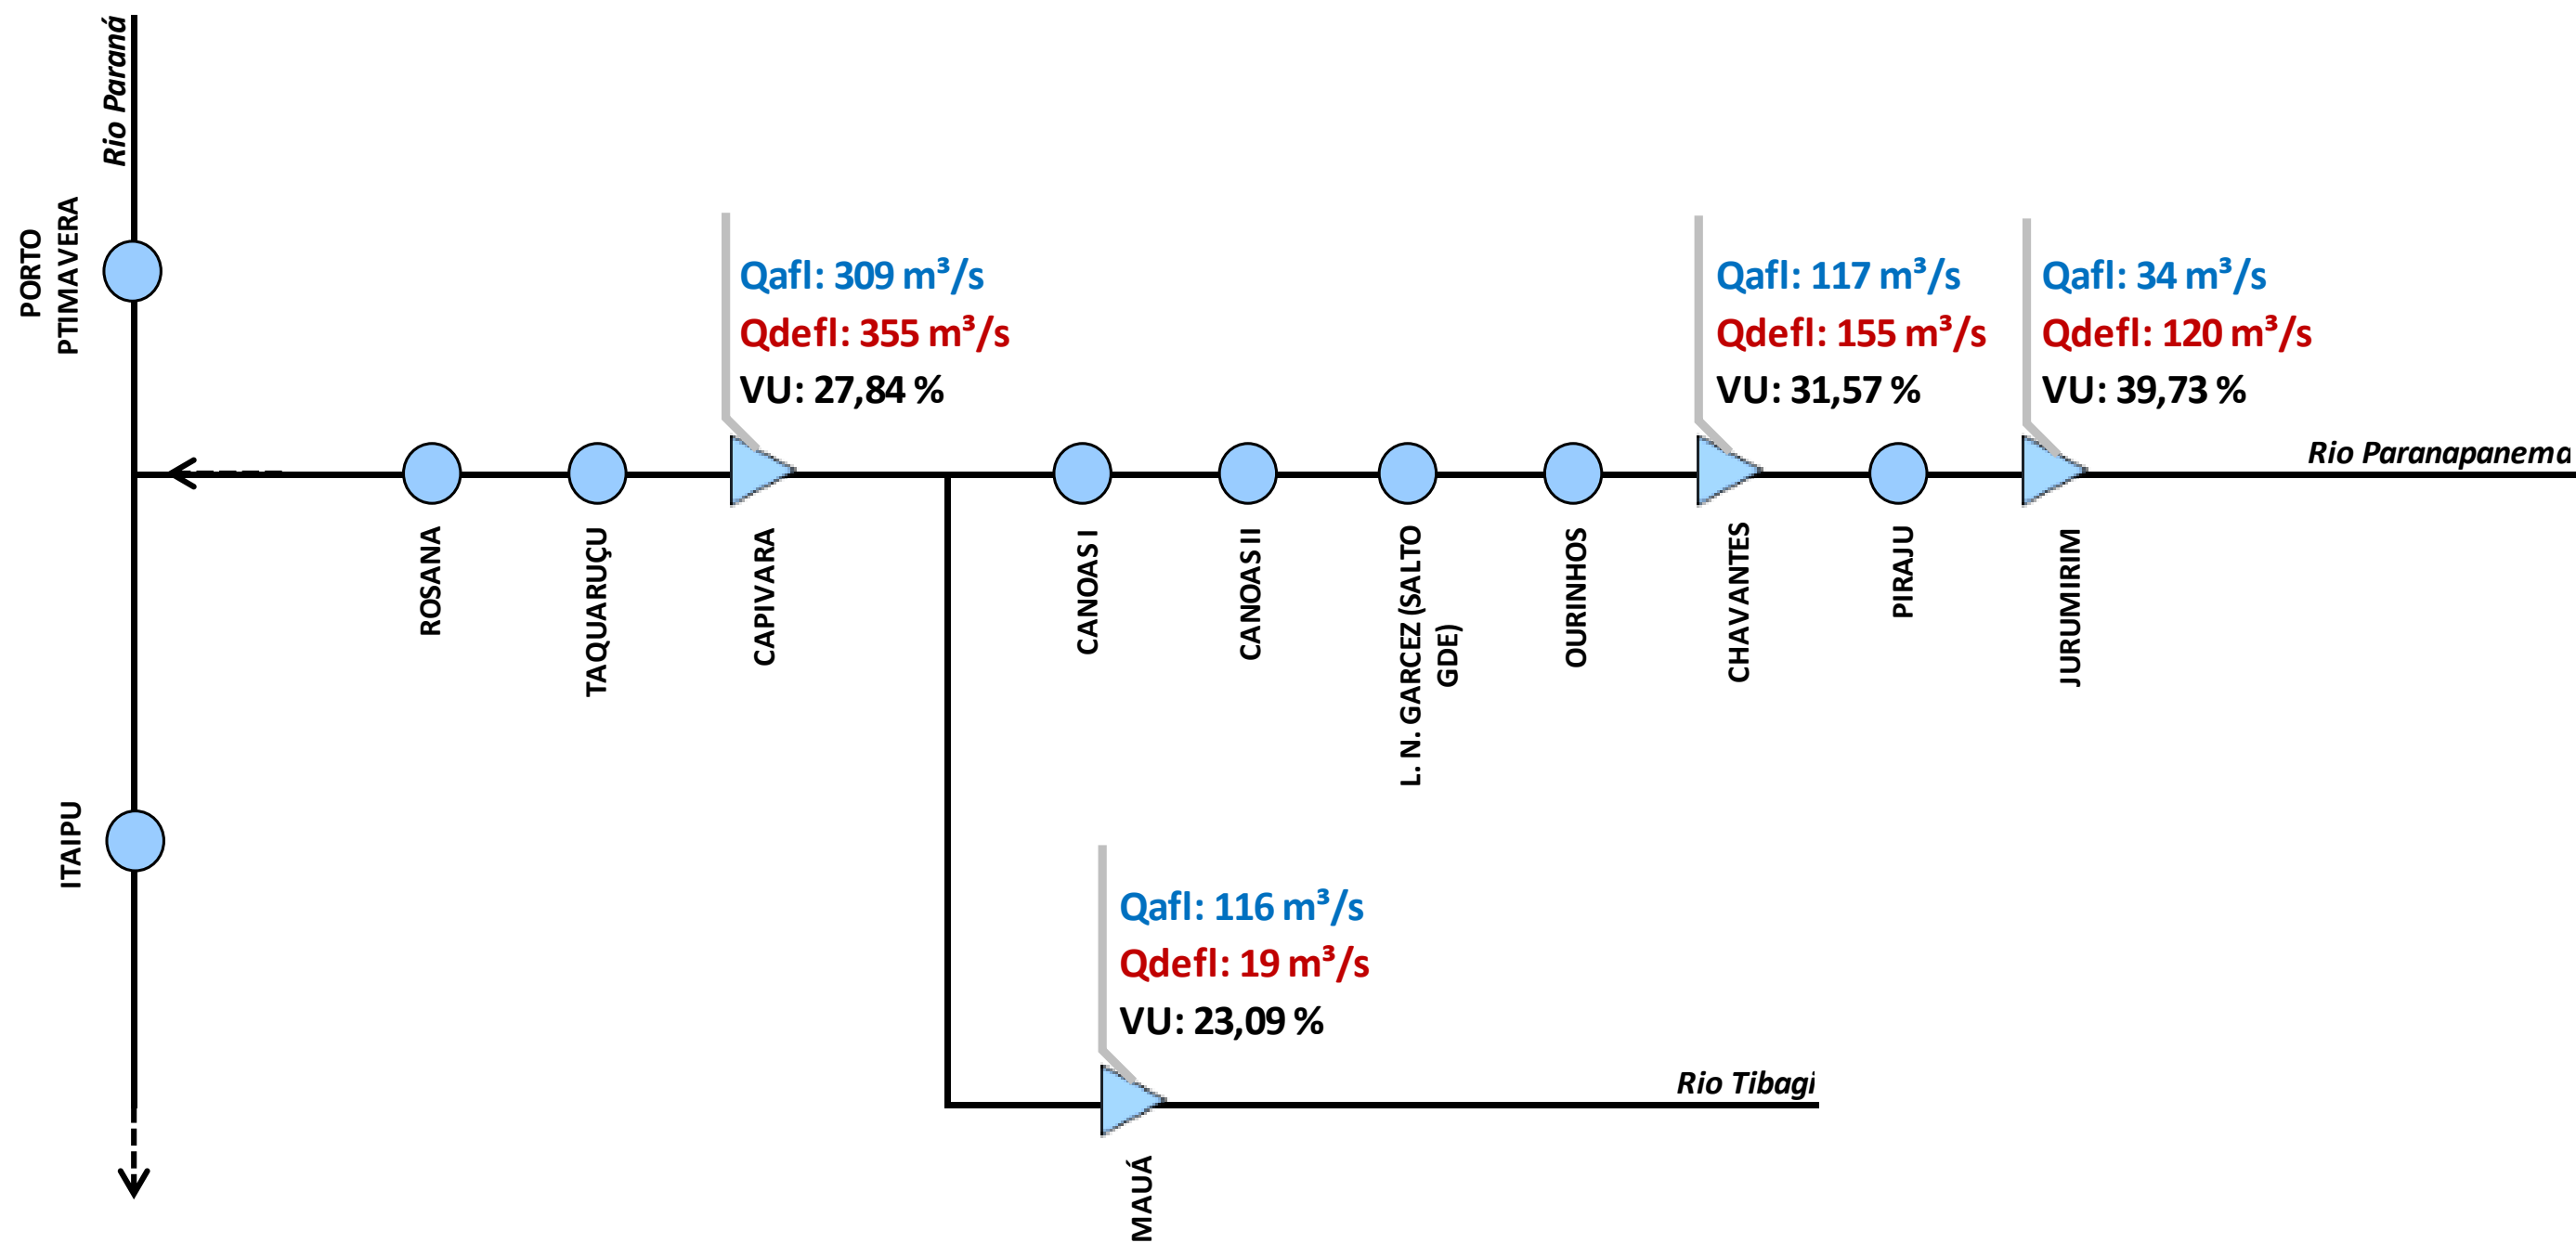 Rio Paraná
PORTO
PTIMAVERA
Qafl: 309 m³/s
Qdefl: 355 m³/s
VU: 27,84 %
Qafl: 117 m³/s
Qdefl: 155 m³/s
VU: 31,57 %
Qafl: 34 m³/s
Qdefl: 120 m³/s
VU: 39,73 %
Rio Paranapanema
ROSANA
TAQUARUÇU
CAPIVARA
CANOAS I
CANOAS II
L. N. GARCEZ (SALTO
GDE)
OURINHOS
CHAVANTES
PIRAJU
JURUMIRIM
ITAIPU
Qafl: 116 m³/s
Qdefl: 19 m³/s
VU: 23,09 %
Rio Tibagi
MAUÁ